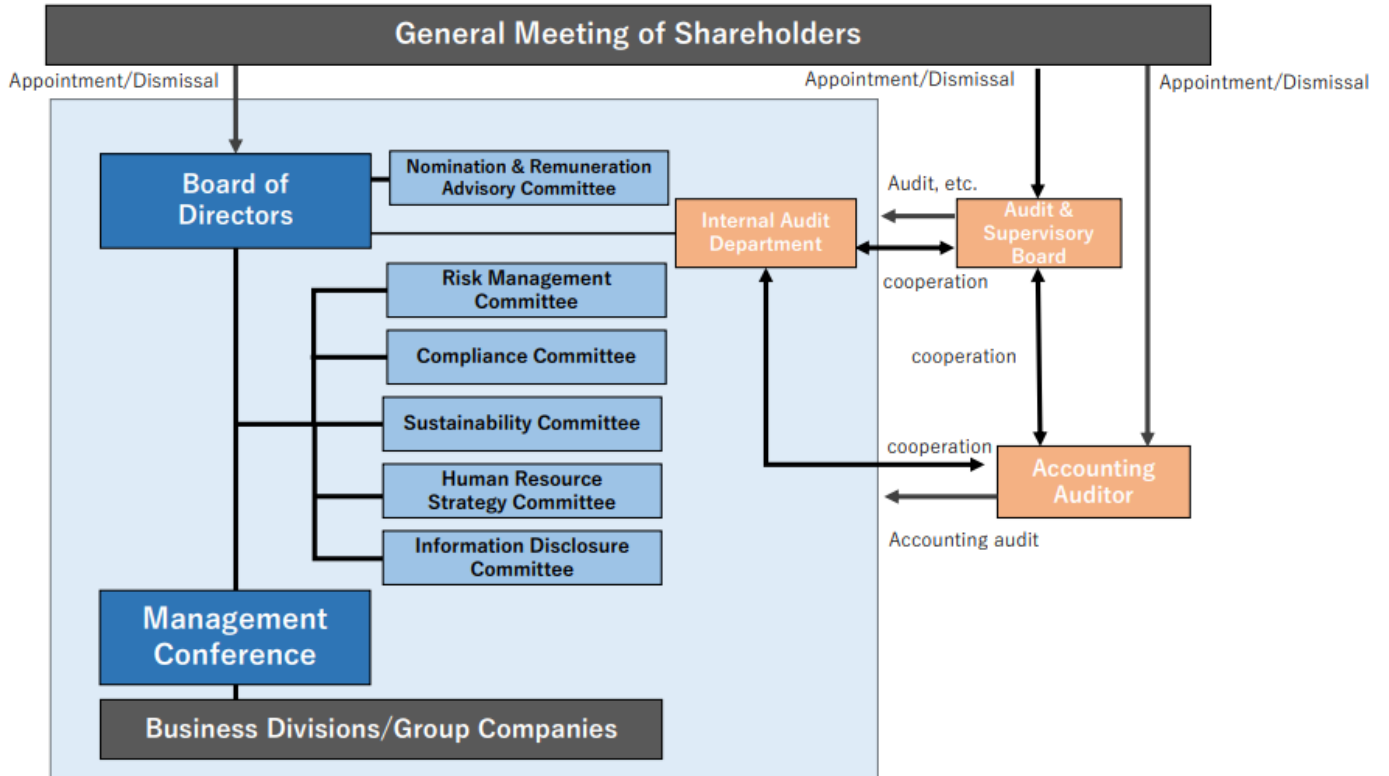 General Meeting of Shareholders
Appointment/Dismissal
Appointment/Dismissal
Appointment/Dismissal
Board of
Directors
Nomination & Remuneration
Advisory Committee
Internal Audit
Department
Audit, etc.
Audit &
Supervisory
Board
cooperation
Risk Management
Committee
Compliance Committee
cooperation
Sustainability Committee
cooperation
Human Resource
Strategy Committee
Accounting
Auditor
Accounting audit
Information Disclosure
Committee
Management
Conference
Business Divisions/Group Companies